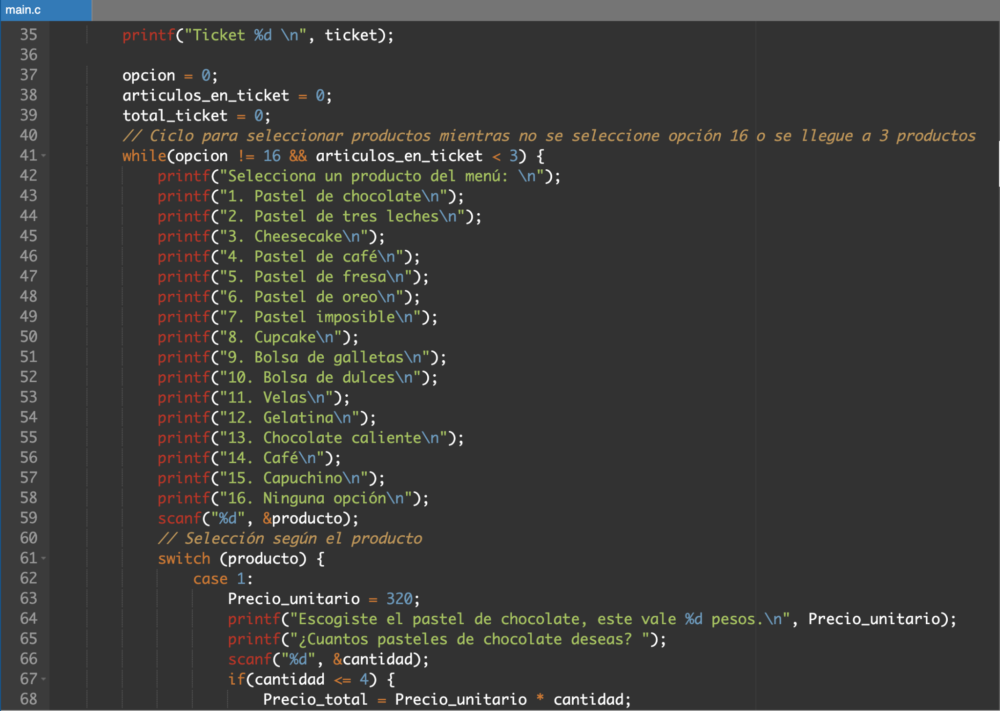 main.c
35 printf("Ticket %d \n", ticket);
36
37 opcion = 0;
38 articulos_en_ticket = 0;
39 total_ticket = 0;
40 // Ciclo para seleccionar productos mientras no se seleccione opción 16 o se llegue a 3 productos
41 while(opcion != 16 && articulos_en_ticket < 3) {
42 printf("Selecciona un producto del menú: \n");
43 printf("1. Pastel de chocolate\n");
44 printf("2. Pastel de tres leches\n");
45 printf("3. Cheesecake\n");
46 printf("4. Pastel de café\n");
47 printf("5. Pastel de fresa\n");
48 printf("6. Pastel de oreo\n");
49 printf("7. Pastel imposible\n");
50 printf("8. Cupcake\n");
51 printf("9. Bolsa de galletas\n");
52 printf("10. Bolsa de dulces\n");
53 printf("11. Velas\n");
54 printf("12. Gelatina\n");
55 printf("13. Chocolate caliente\n");
56 printf("14. Café\n");
57 printf("15. Capuchino\n");
58 printf("16. Ninguna opción\n");
59 scanf("%d", &producto);
60 // Selección según el producto
61 switch (producto) {
62 case 1:
63 Precio_unitario = 320;
64 printf("Escogiste el pastel de chocolate, este vale %d pesos.\n", Precio_unitario);
65 printf("¿Cuantos pasteles de chocolate deseas? ");
66 scanf("%d", &cantidad);
67 if(cantidad <= 4) {
68 Precio_total = Precio_unitario * cantidad;